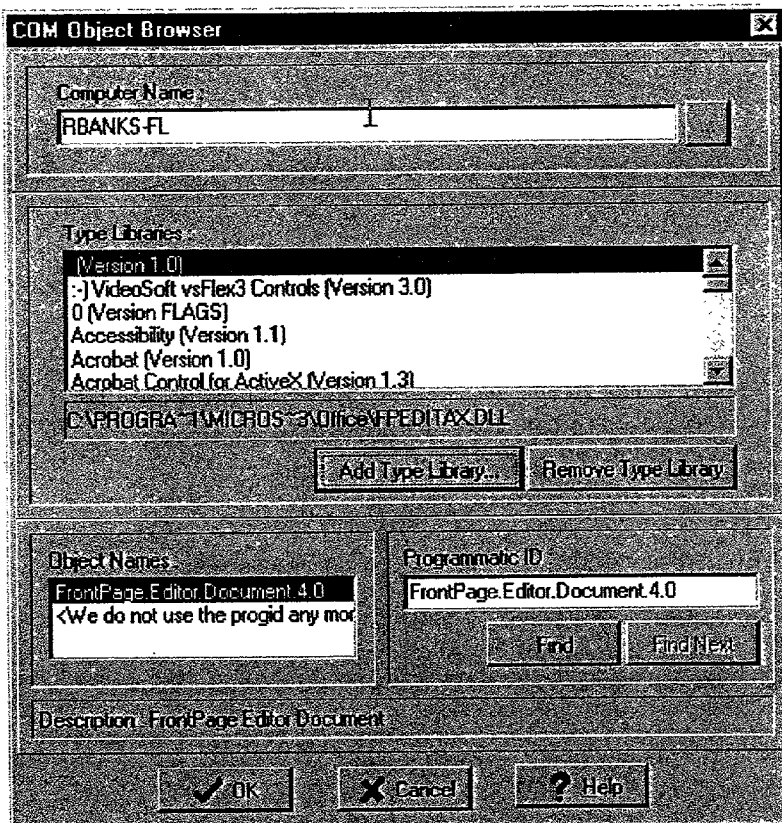 COM Object Browser
Computer Name :
RBANKS-FL
Type Libraries :
(Version 1.0)
:-) VideoSoft vsFlex3 Controls (Version 3.0)
0 (Version FLAGS)
Accessibility (Version 1.1)
Acrobat (Version 1.0)
Acrobat Control for ActiveX (Version 1.3)
C:\PROGRA~1\MICROS~3\Office\FPEDITAX.DLL
Add Type Library... Remove Type Library
Object Names :
FrontPage.Editor.Document.4.0
<We do not use the progid any mor
Programmatic ID
FrontPage.Editor.Document.4.0
Find Find Next
Description : FrontPage Editor Document
OK Cancel ? Help